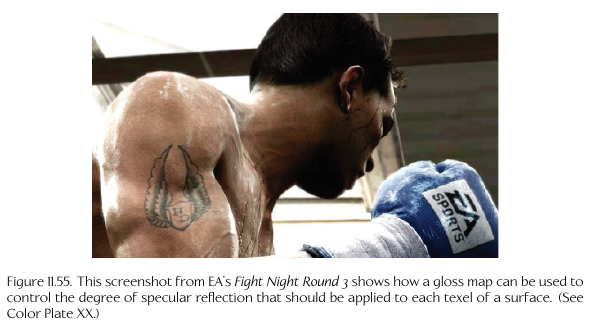 EA
SPORTS
Figure 11.55. This screenshot from EA's Fight Night Round 3 shows how a gloss map can be used to
control the degree of specular reflection that should be applied to each texel of a surface. (See
Color Plate XX.)